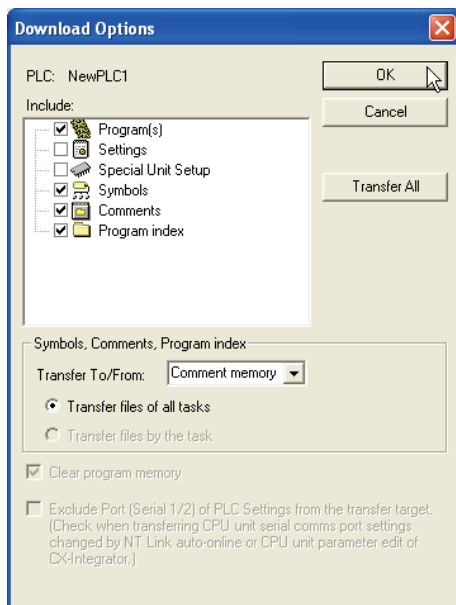 Download Options
PLC: NewPLC1
OK
Include:
Cancel
Program(s)
Settings
Special Unit Setup
Transfer All
Symbols
Comments
Program index
Symbols, Comments, Program index
Transfer To/From: Comment memory
Transfer files of all tasks
Transfer files by the task
Clear program memory
Exclude Port (Serial 1/2) of PLC Settings from the transfer target.
(Check when transferring CPU unit serial comms port settings
changed by NT Link auto-online or CPU unit parameter edit of
CX-Integrator.)